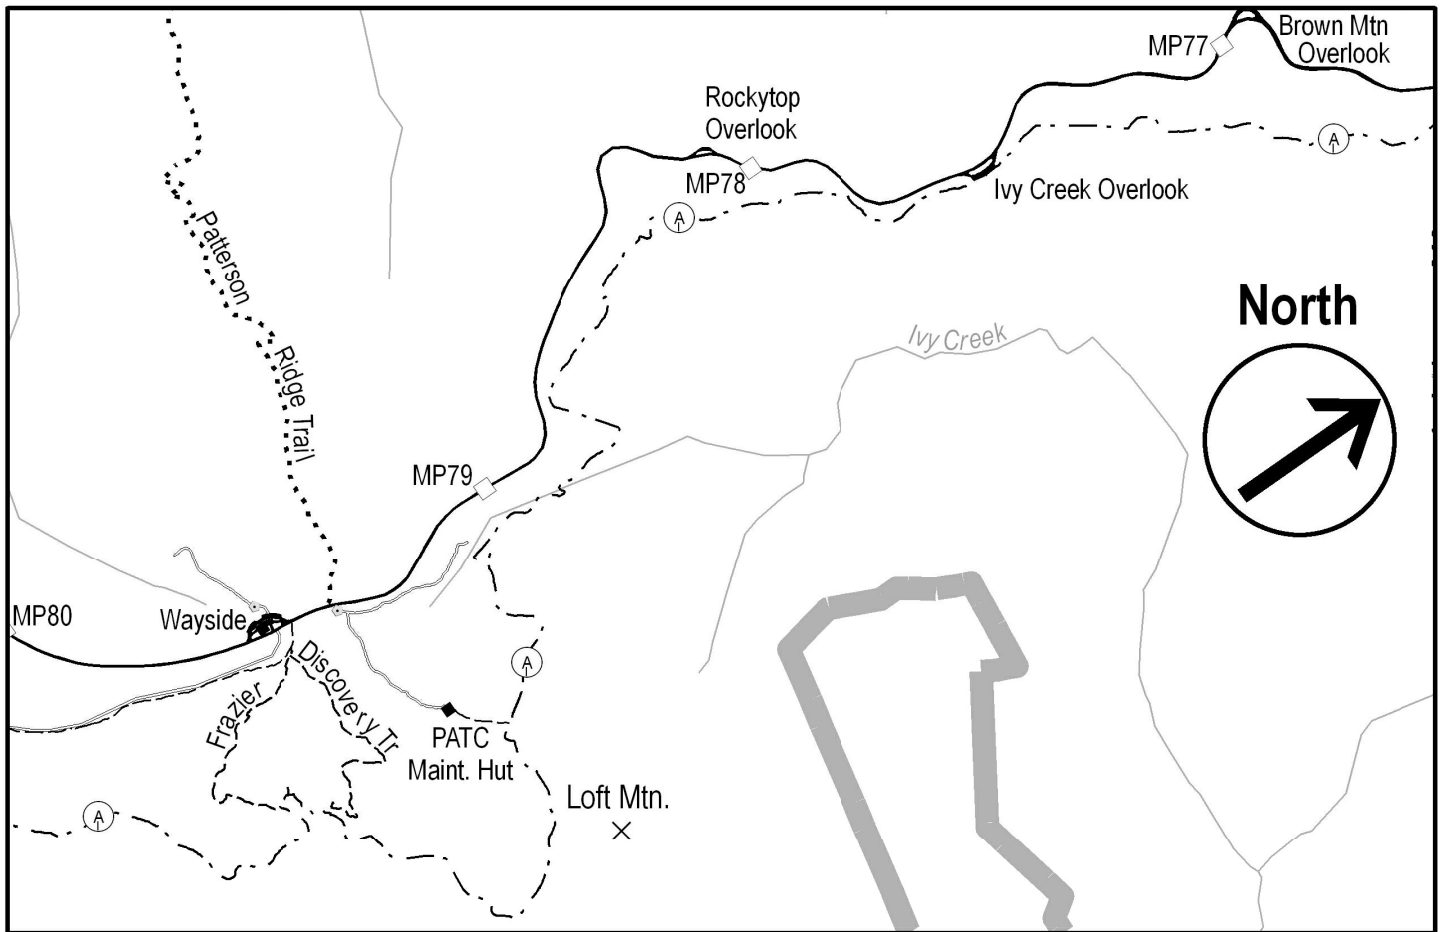 Brown Mtn
Overlook
MP77
Rockytop
Overlook
MP78
Ivy Creek Overlook
A
A
Patterson
Ridge Trail
North
Ivy Creek
MP79
MP80
Wayside
Discovery Tr
Frazier
A
PATC
Maint. Hut
Loft Mtn.
A